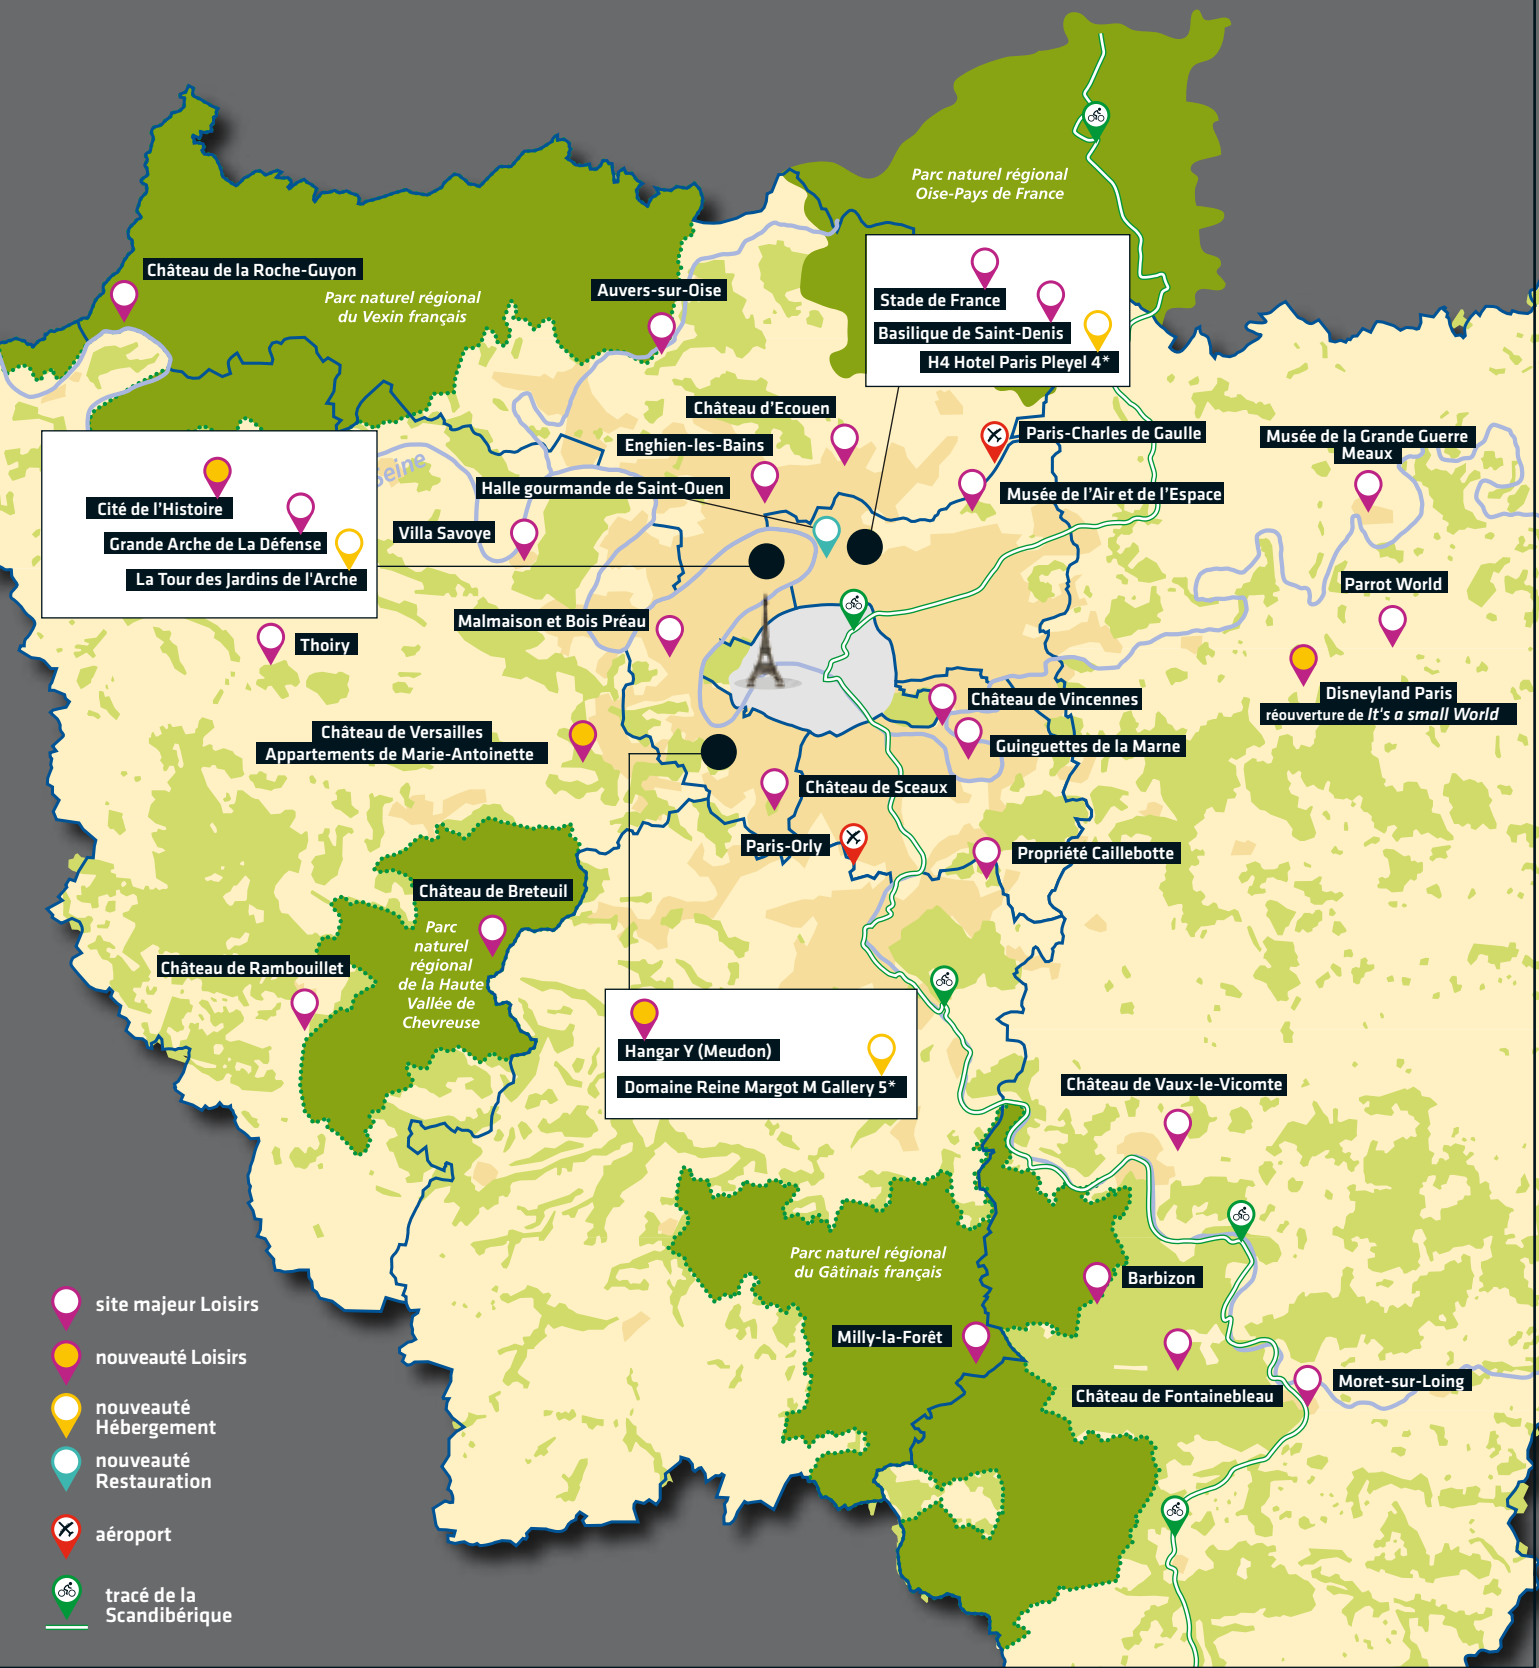 Parc naturel régional
Oise-Pays de France
Château de la Roche-Guyon
Parc naturel régional
du Vexin français
Auvers-sur-Oise
Stade de France
Basilique de Saint-Denis
H4 Hotel Paris Pleyel 4*
Château d'Ecouen
Enghien-les-Bains
Paris-Charles de Gaulle
Musée de la Grande Guerre
Meaux
Seine
Halle gourmande de Saint-Ouen
Musée de l'Air et de l'Espace
Cité de l'Histoire
Grande Arche de La Défense
La Tour des Jardins de l'Arche
Villa Savoye
Parrot World
Malmaison et Bois Préau
Thoiry
Disneyland Paris
réouverture de It's a small World
Château de Vincennes
Château de Versailles
Appartements de Marie-Antoinette
Guinguettes de la Marne
Château de Sceaux
Paris-Orly
Propriété Caillebotte
Château de Breteuil
Parc
naturel
régional
de la Haute
Vallée de
Chevreuse
Château de Rambouillet
Hangar Y (Meudon)
Domaine Reine Margot M Gallery 5*
Château de Vaux-le-Vicomte
Parc naturel régional
du Gâtinais français
Barbizon
Milly-la-Forêt
Château de Fontainebleau
Moret-sur-Loing
site majeur Loisirs
nouveauté Loisirs
nouveauté
Hébergement
nouveauté
Restauration
aéroport
tracé de la
Scandibérique